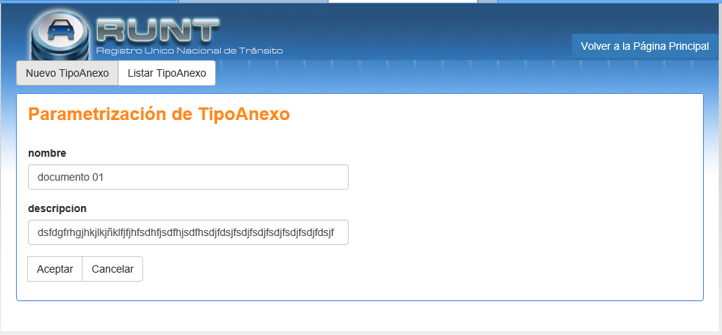 RUNT
Registro Unico Nacional de Tránsito
Volver a la Página Principal
Nuevo TipoAnexo Listar TipoAnexo
Parametrización de TipoAnexo
nombre
documento 01
descripcion
dsfdgfrhgjhkjlkjñklfjfjhfsdhfjsdfhjsdfhsdjfdsjfsdjfsdjfsdjfsdjfsdjfdsjf
Aceptar Cancelar